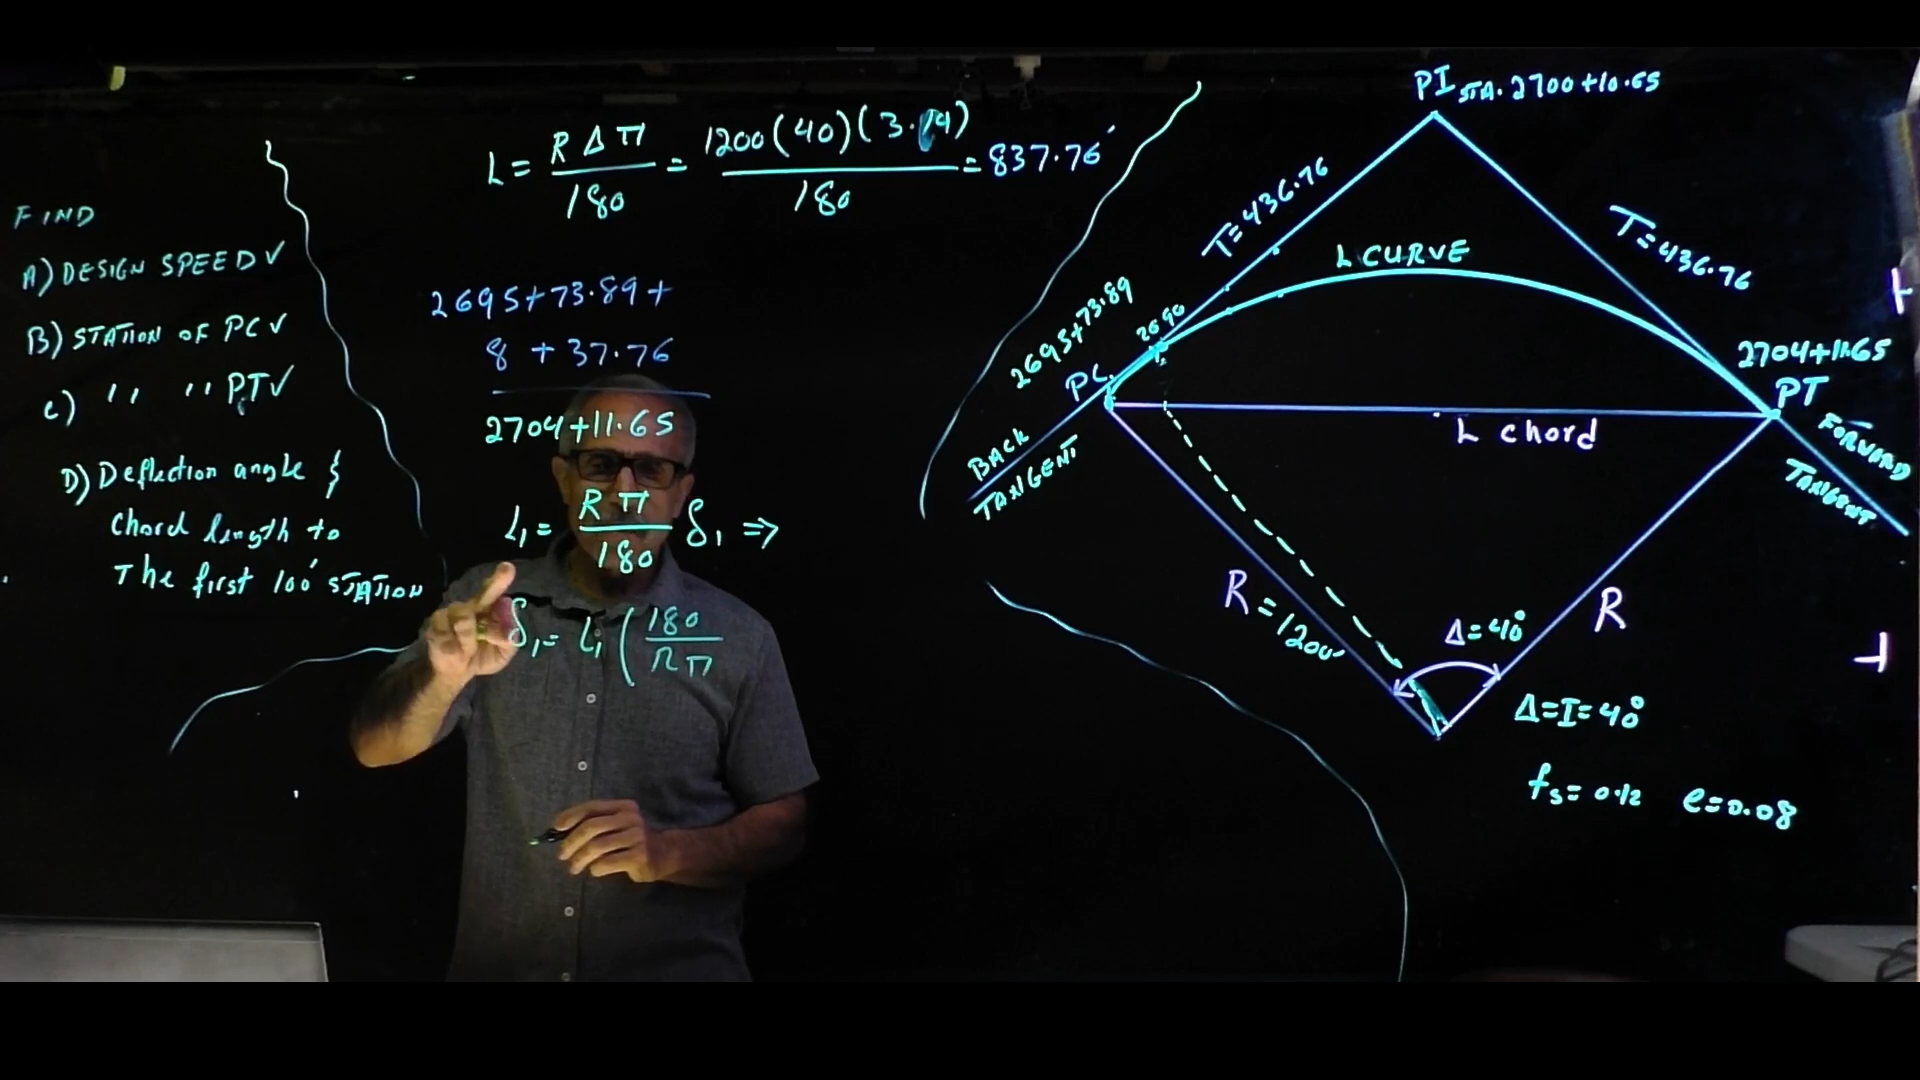 FIND
A) DESIGN SPEED ✓
B) STATION OF PC ✓
C) " " PT ✓
D) Deflection angle &
Chord length to
The first 100' STATION
L = R Δ π / 180 = 1200(40)(3.14) / 180 = 837.76'
2695+73.89+
8 + 37.76
2704+11.65
L₁ = R π / 180 δ₁ ⇒
δ₁ = L₁ ( 180 / R π
PI STA. 2700+10.65
T=436.76
T=436.76
L CURVE
2695+73.89
2696
PC.
2704+11.65
PT
BACK
TANGENT
L chord
FORWARD
TANGENT
R=1200'
R
Δ=40°
Δ=I=40°
fs= 0.12 e=0.08